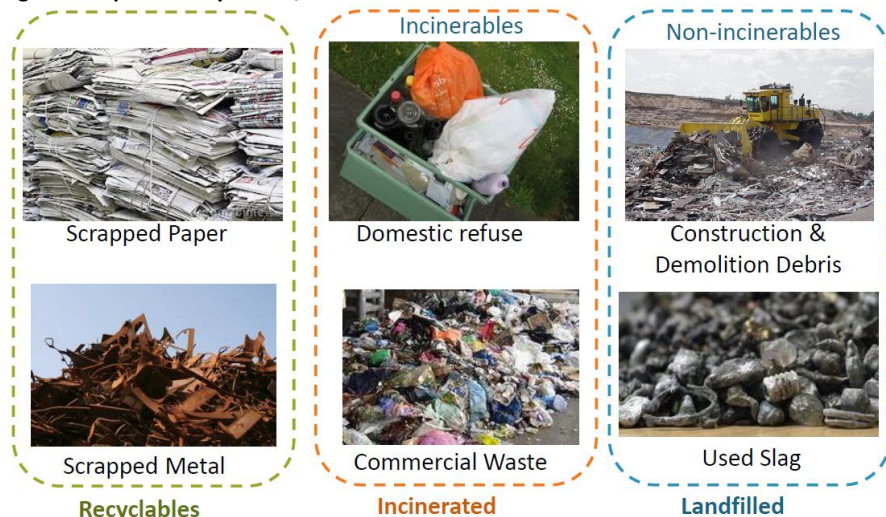 Incinerables
Non-incinerables
Scrapped Paper
Domestic refuse
Construction &
Demolition Debris
Scrapped Metal
Commercial Waste
Used Slag
Recyclables
Incinerated
Landfilled